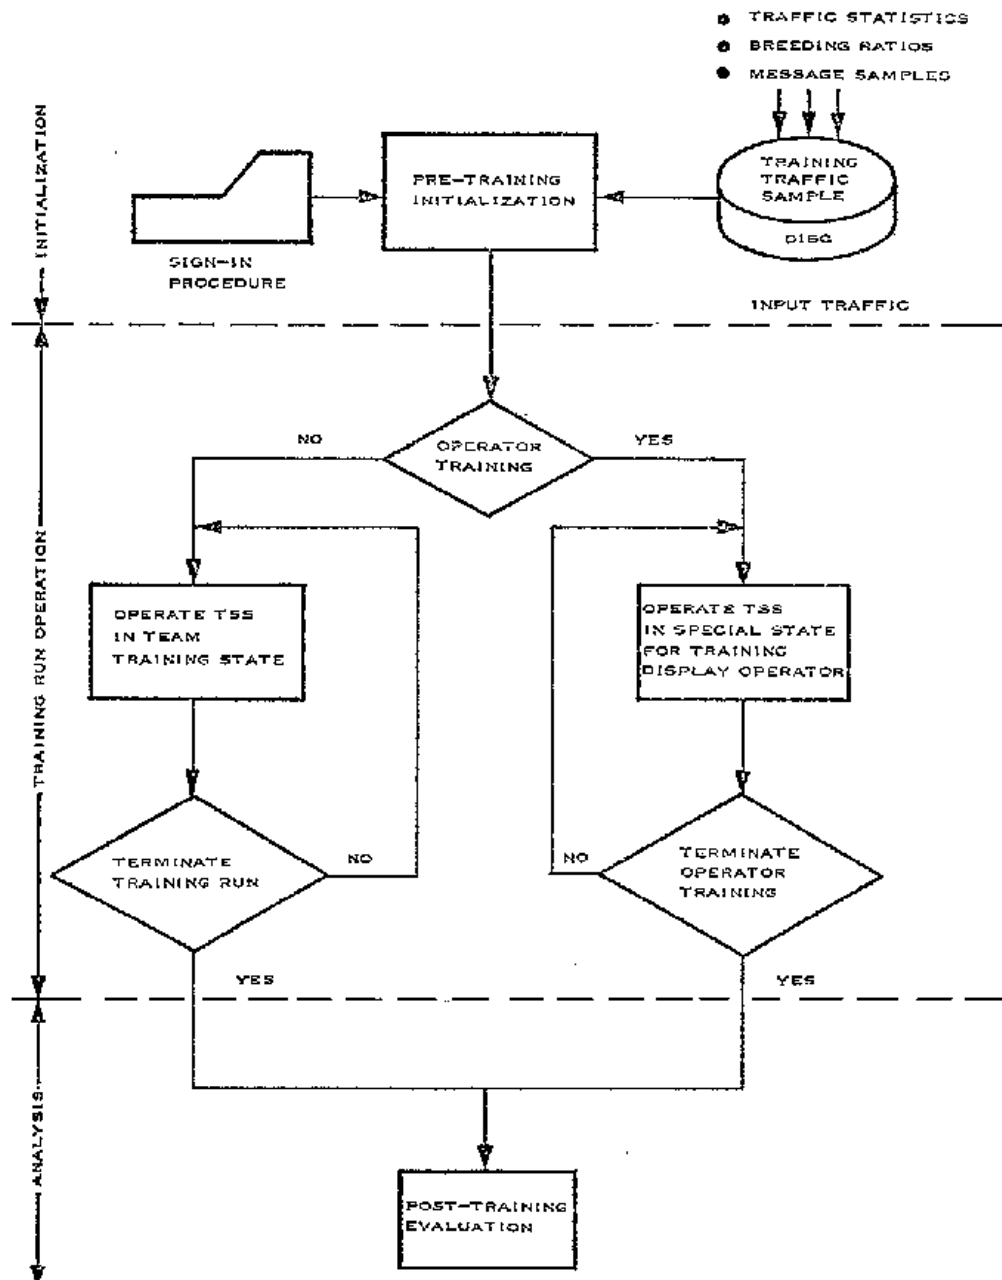 TRAFFIC STATISTICS
BREEDING RATIOS
MESSAGE SAMPLES
INITIALIZATION
PRE-TRAINING
INITIALIZATION
TRAINING
TRAFFIC
SAMPLE
DISC
SIGN-IN
PROCEDURE
INPUT TRAFFIC
NO
OPERATOR
TRAINING
YES
TRAINING RUN OPERATION
OPERATE TSS
IN TEAM
TRAINING STATE
OPERATE TSS
IN SPECIAL STATE
FOR TRAINING
DISPLAY OPERATOR
TERMINATE
TRAINING RUN
NO
NO
TERMINATE
OPERATOR
TRAINING
YES
YES
ANALYSIS
POST-TRAINING
EVALUATION